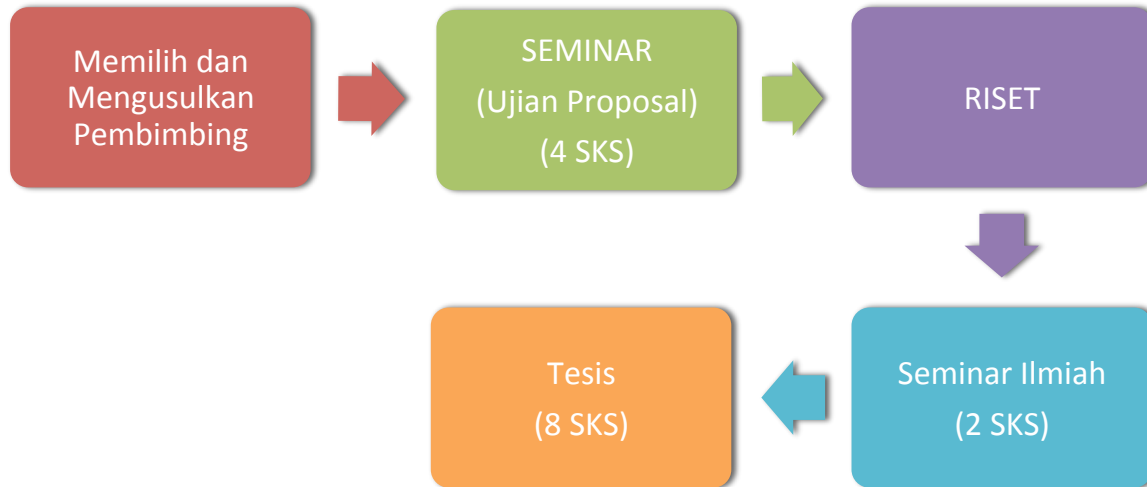 Memilih dan
Mengusulkan
Pembimbing
SEMINAR
(Ujian Proposal)
(4 SKS)
RISET
Seminar Ilmiah
(2 SKS)
Tesis
(8 SKS)